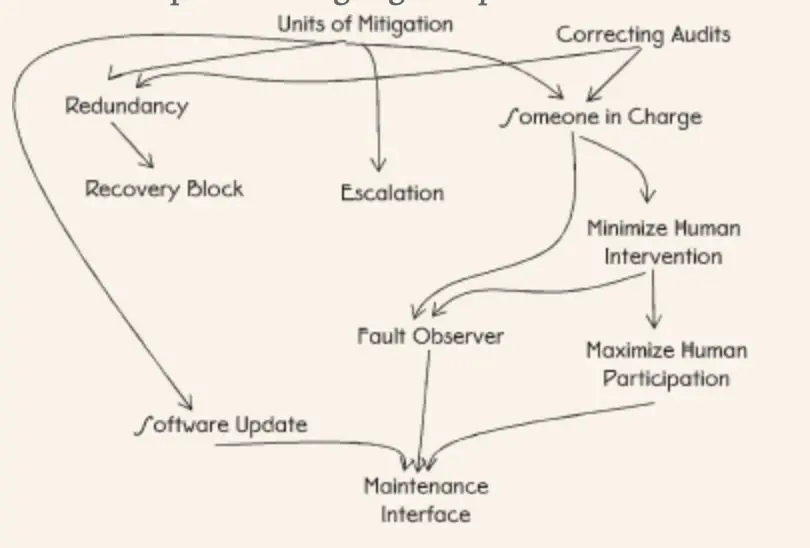 Units of Mitigation
Correcting Audits
Redundancy
Someone in Charge
Recovery Block
Escalation
Minimize Human
Intervention
Fault Observer
Maximize Human
Participation
Software Update
Maintenance
Interface